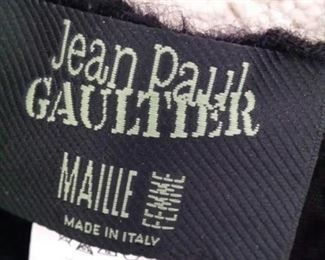 Jean Paul
GAULTIER
MAILLE FEMME
MADE IN ITALY